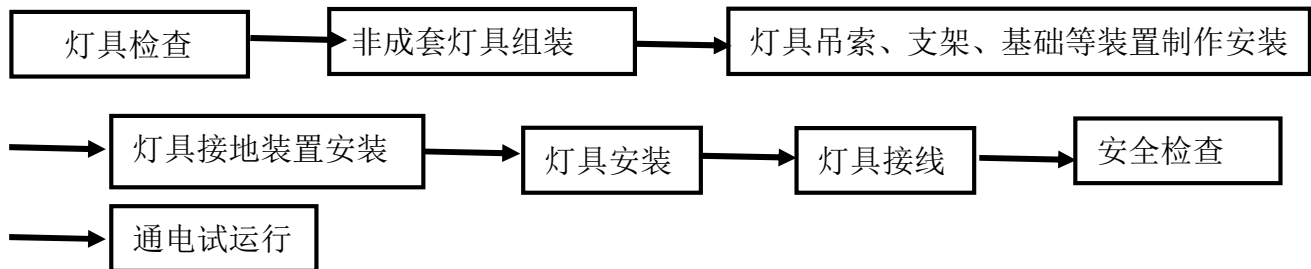 灯具检查 非成套灯具组装 灯具吊索、支架、基础等装置制作安装
灯具接地装置安装 灯具安装 灯具接线 安全检查
通电试运行